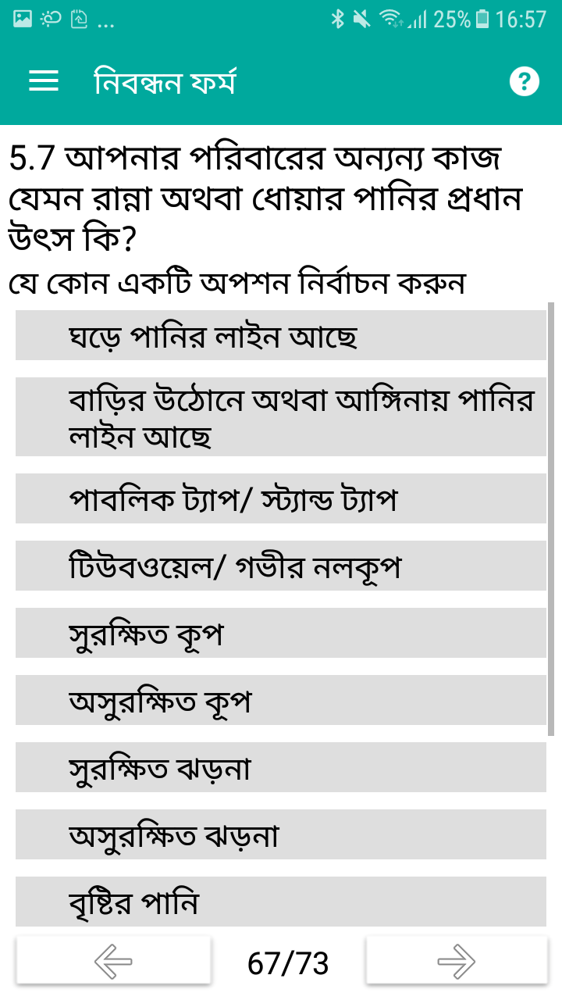 ... 25% 16:57
নিবন্ধন ফর্ম ?
5.7 আপনার পরিবারের অন্যন্য কাজ
যেমন রান্না অথবা ধোয়ার পানির প্রধান
উৎস কি?
যে কোন একটি অপশন নির্বাচন করুন
ঘড়ে পানির লাইন আছে
বাড়ির উঠোনে অথবা আঙ্গিনায় পানির
লাইন আছে
পাবলিক ট্যাপ/ স্ট্যান্ড ট্যাপ
টিউবওয়েল/ গভীর নলকূপ
সুরক্ষিত কূপ
অসুরক্ষিত কূপ
সুরক্ষিত ঝড়না
অসুরক্ষিত ঝড়না
বৃষ্টির পানি
67/73